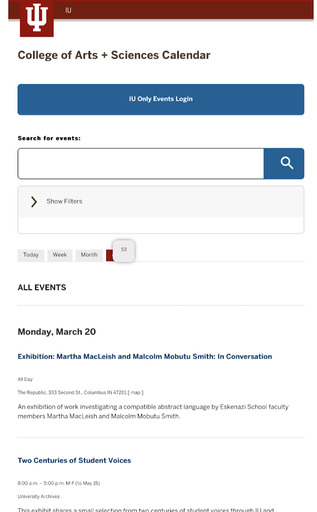 IU
College of Arts + Sciences Calendar
IU Only Events Login
Search for events:
Show Filters
Today
Week
Month
53
ALL EVENTS
Monday, March 20
Exhibition: Martha MacLeish and Malcolm Mobutu Smith: In Conversation
All Day
The Republic, 333 Second St., Columbus IN 47201 [ map ]
An exhibition of work investigating a compatible abstract language by Eskenazi School faculty
members Martha MacLeish and Malcolm Mobutu Smith.
Two Centuries of Student Voices
8:00 a.m. – 5:00 p.m. M-F (to May 15)
University Archives
This exhibit shares a small selection from two centuries of student voices through IU and